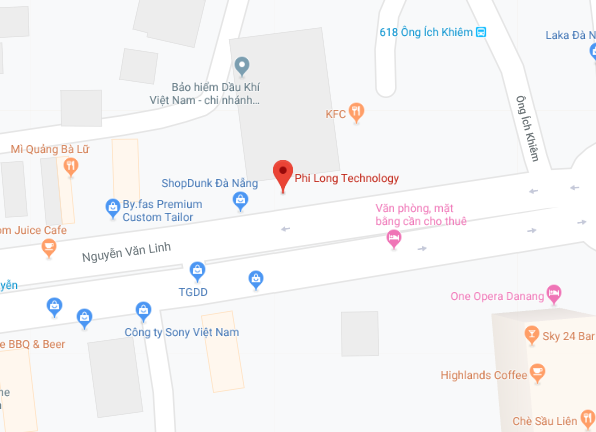 618 Ông Ích Khiêm
Laka Đà N
Bảo hiểm Dầu Khí
Việt Nam - chi nhánh...
Ông Ích Khiêm
KFC
Mì Quảng Bà Lữ
Phi Long Technology
ShopDunk Đà Nẵng
By.fas Premium
Custom Tailor
Văn phòng, mặt
bằng cần cho thuê
om Juice Cafe
Nguyễn Văn Linh
yễn
TGDD
One Opera Danang
Công ty Sony Việt Nam
Sky 24 Bar
e BBQ & Beer
Highlands Coffee
ne
Chè Sầu Liên